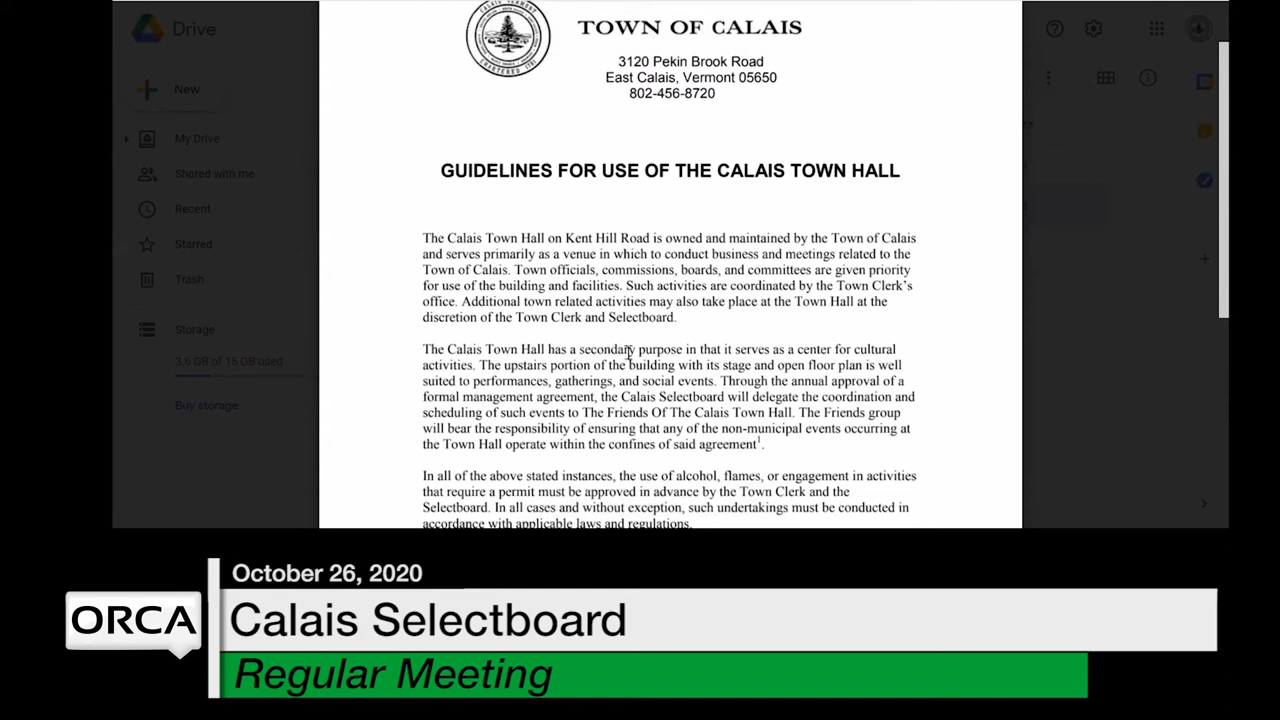 TOWN OF CALAIS
3120 Pekin Brook Road
East Calais, Vermont 05650
802-456-8720
Drive
New
My Drive
Shared with me
Recent
Starred
Trash
Storage
3.6 GB of 15 GB used
Buy storage
GUIDELINES FOR USE OF THE CALAIS TOWN HALL
The Calais Town Hall on Kent Hill Road is owned and maintained by the Town of Calais
and serves primarily as a venue in which to conduct business and meetings related to the
Town of Calais. Town officials, commissions, boards, and committees are given priority
for use of the building and facilities. Such activities are coordinated by the Town Clerk's
office. Additional town related activities may also take place at the Town Hall at the
discretion of the Town Clerk and Selectboard.
The Calais Town Hall has a secondary purpose in that it serves as a center for cultural
activities. The upstairs portion of the building with its stage and open floor plan is well
suited to performances, gatherings, and social events. Through the annual approval of a
formal management agreement, the Calais Selectboard will delegate the coordination and
scheduling of such events to The Friends Of The Calais Town Hall. The Friends group
will bear the responsibility of ensuring that any of the non-municipal events occurring at
the Town Hall operate within the confines of said agreement¹.
In all of the above stated instances, the use of alcohol, flames, or engagement in activities
that require a permit must be approved in advance by the Town Clerk and the
Selectboard. In all cases and without exception, such undertakings must be conducted in
accordance with applicable laws and regulations.
October 26, 2020
ORCA
Calais Selectboard
Regular Meeting